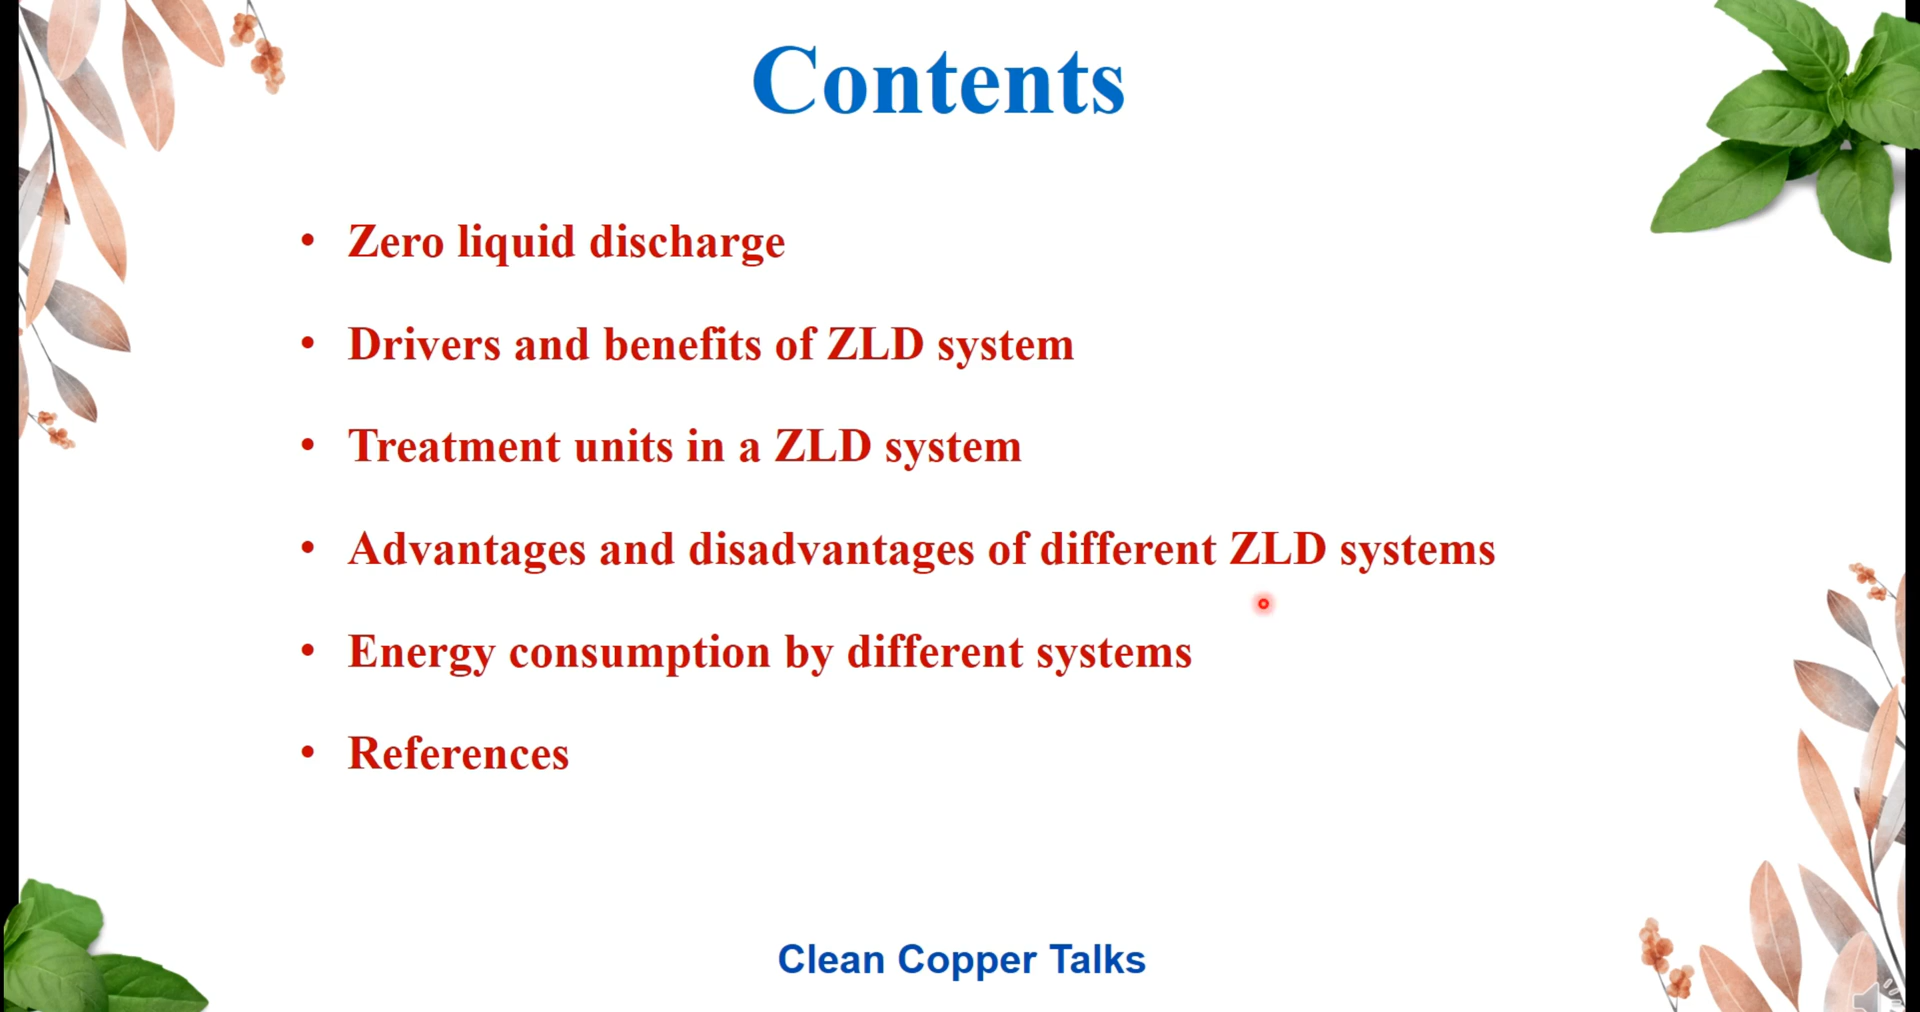 Contents
• Zero liquid discharge
• Drivers and benefits of ZLD system
• Treatment units in a ZLD system
• Advantages and disadvantages of different ZLD systems
• Energy consumption by different systems
• References
Clean Copper Talks